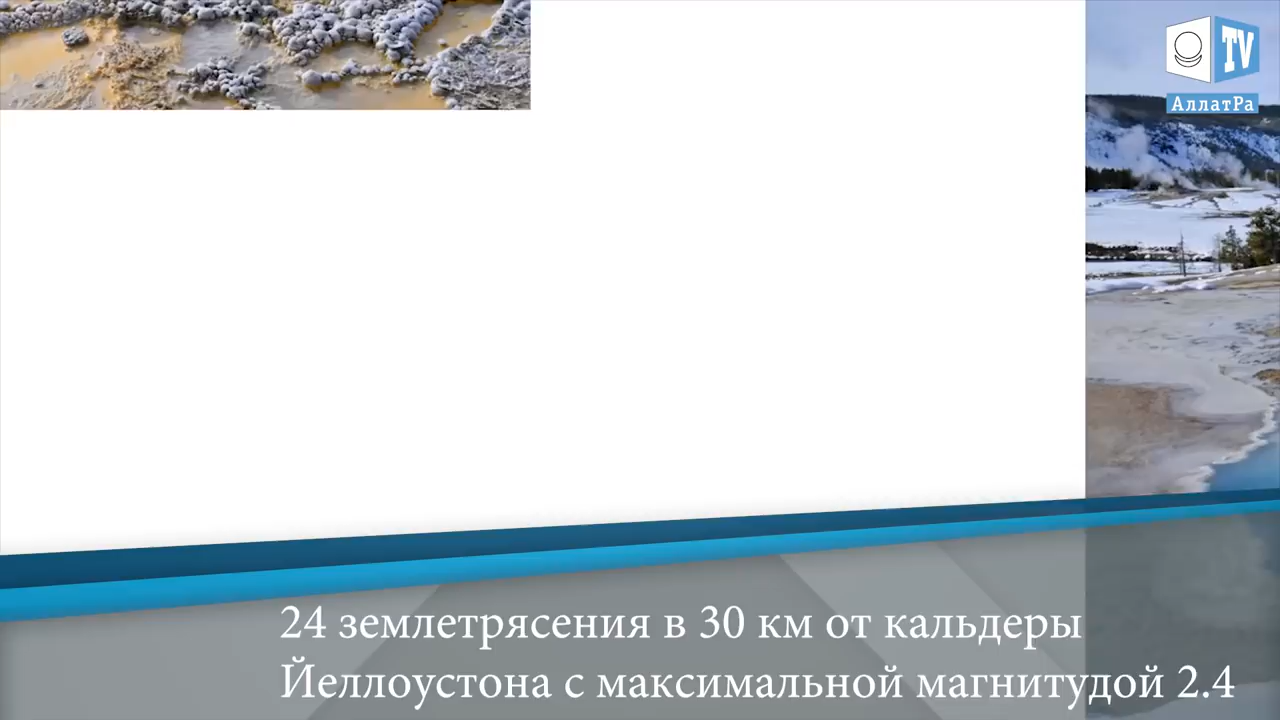 TV
АллатРа
24 землетрясения в 30 км от кальдеры
Йеллоустона с максимальной магнитудой 2.4